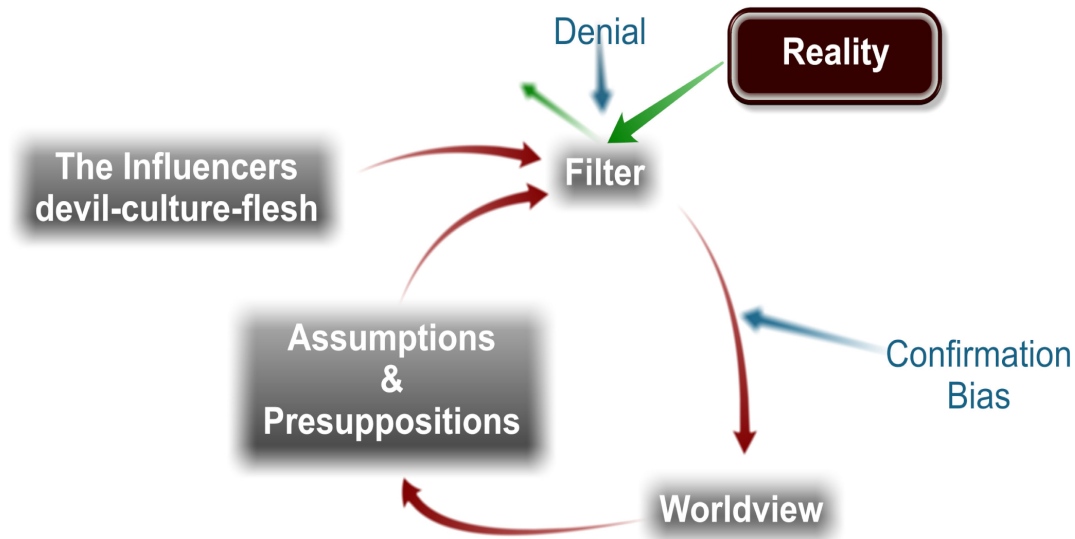 Denial
Reality
The Influencers
devil-culture-flesh
Filter
Assumptions
&
Presuppositions
Confirmation
Bias
Worldview